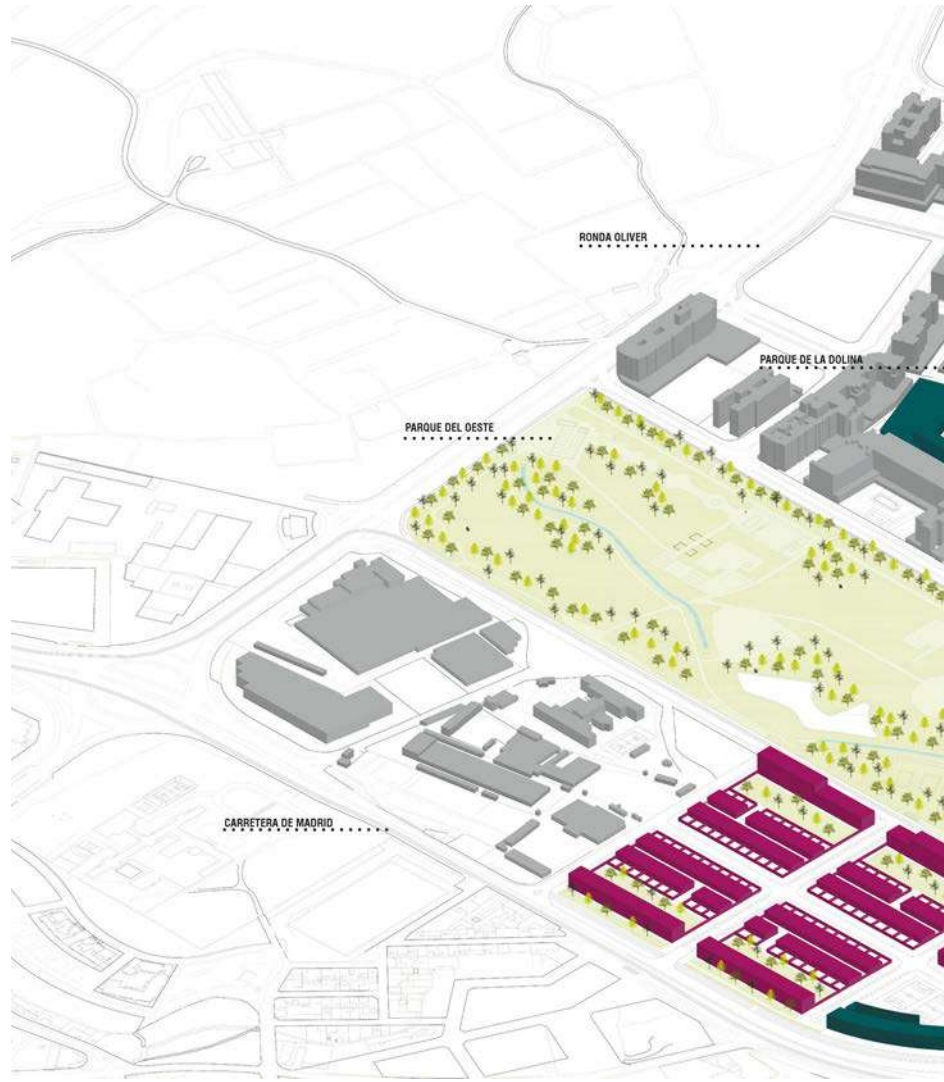 RONDA OLIVER
PARQUE DE LA DOLINA
PARQUE DEL OESTE
CARRETERA DE MADRID